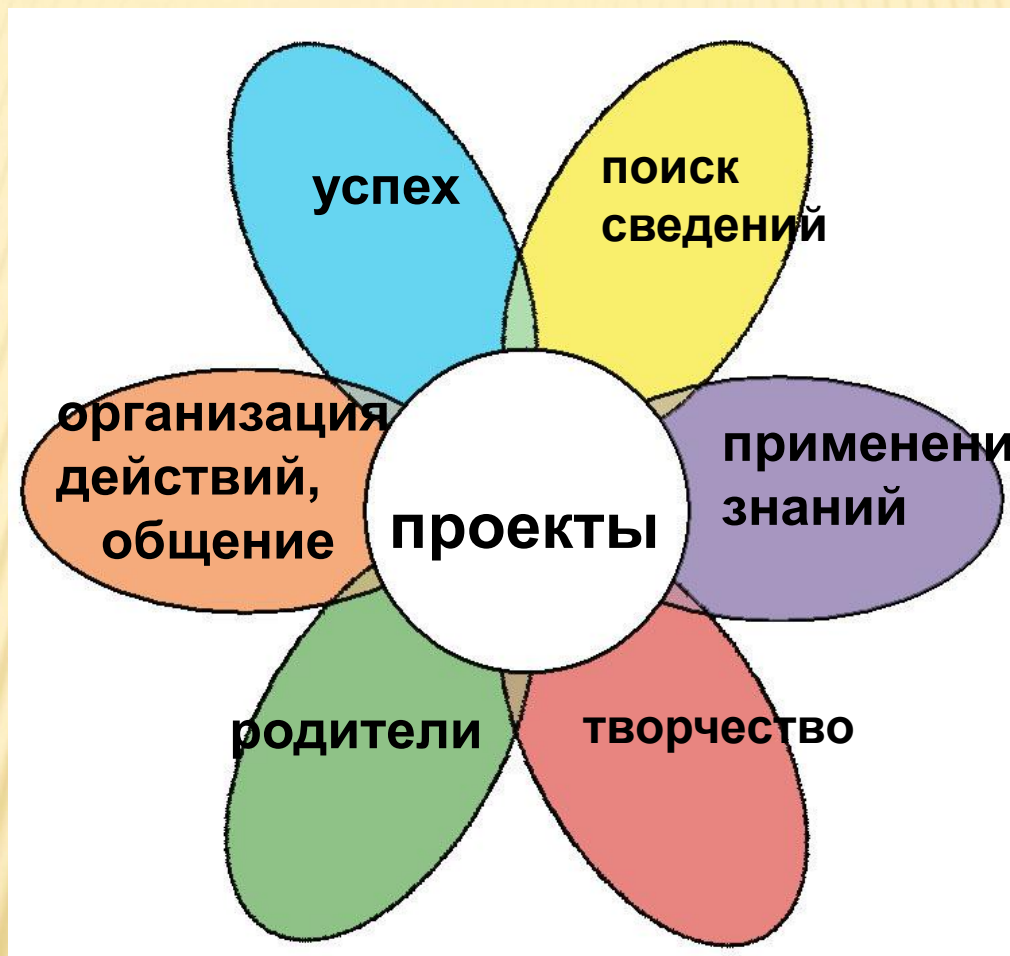 успех
поиск
сведений
организация
действий,
общение
применени
знаний
проекты
родители
творчество